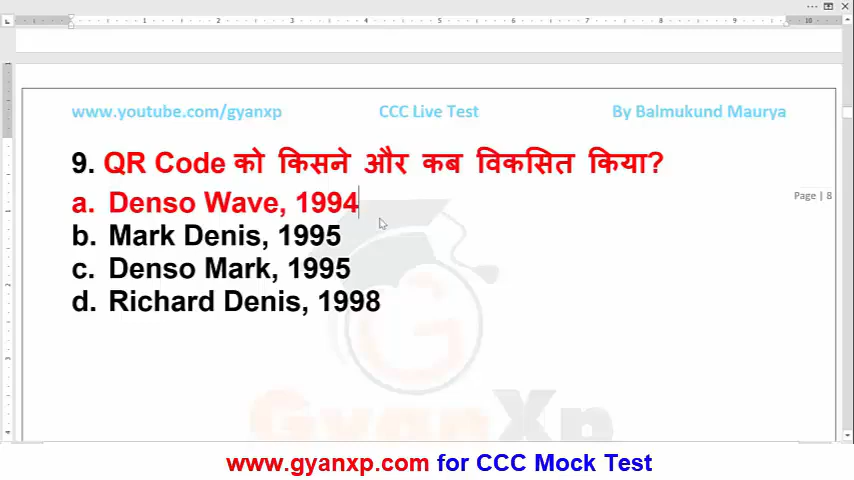 www.youtube.com/gyanxp CCC Live Test By Balmukund Maurya
9. QR Code को किसने और कब विकसित किया?
a. Denso Wave, 1994
Page | 8
b. Mark Denis, 1995
c. Denso Mark, 1995
d. Richard Denis, 1998
GyanXp
www.gyanxp.com for CCC Mock Test